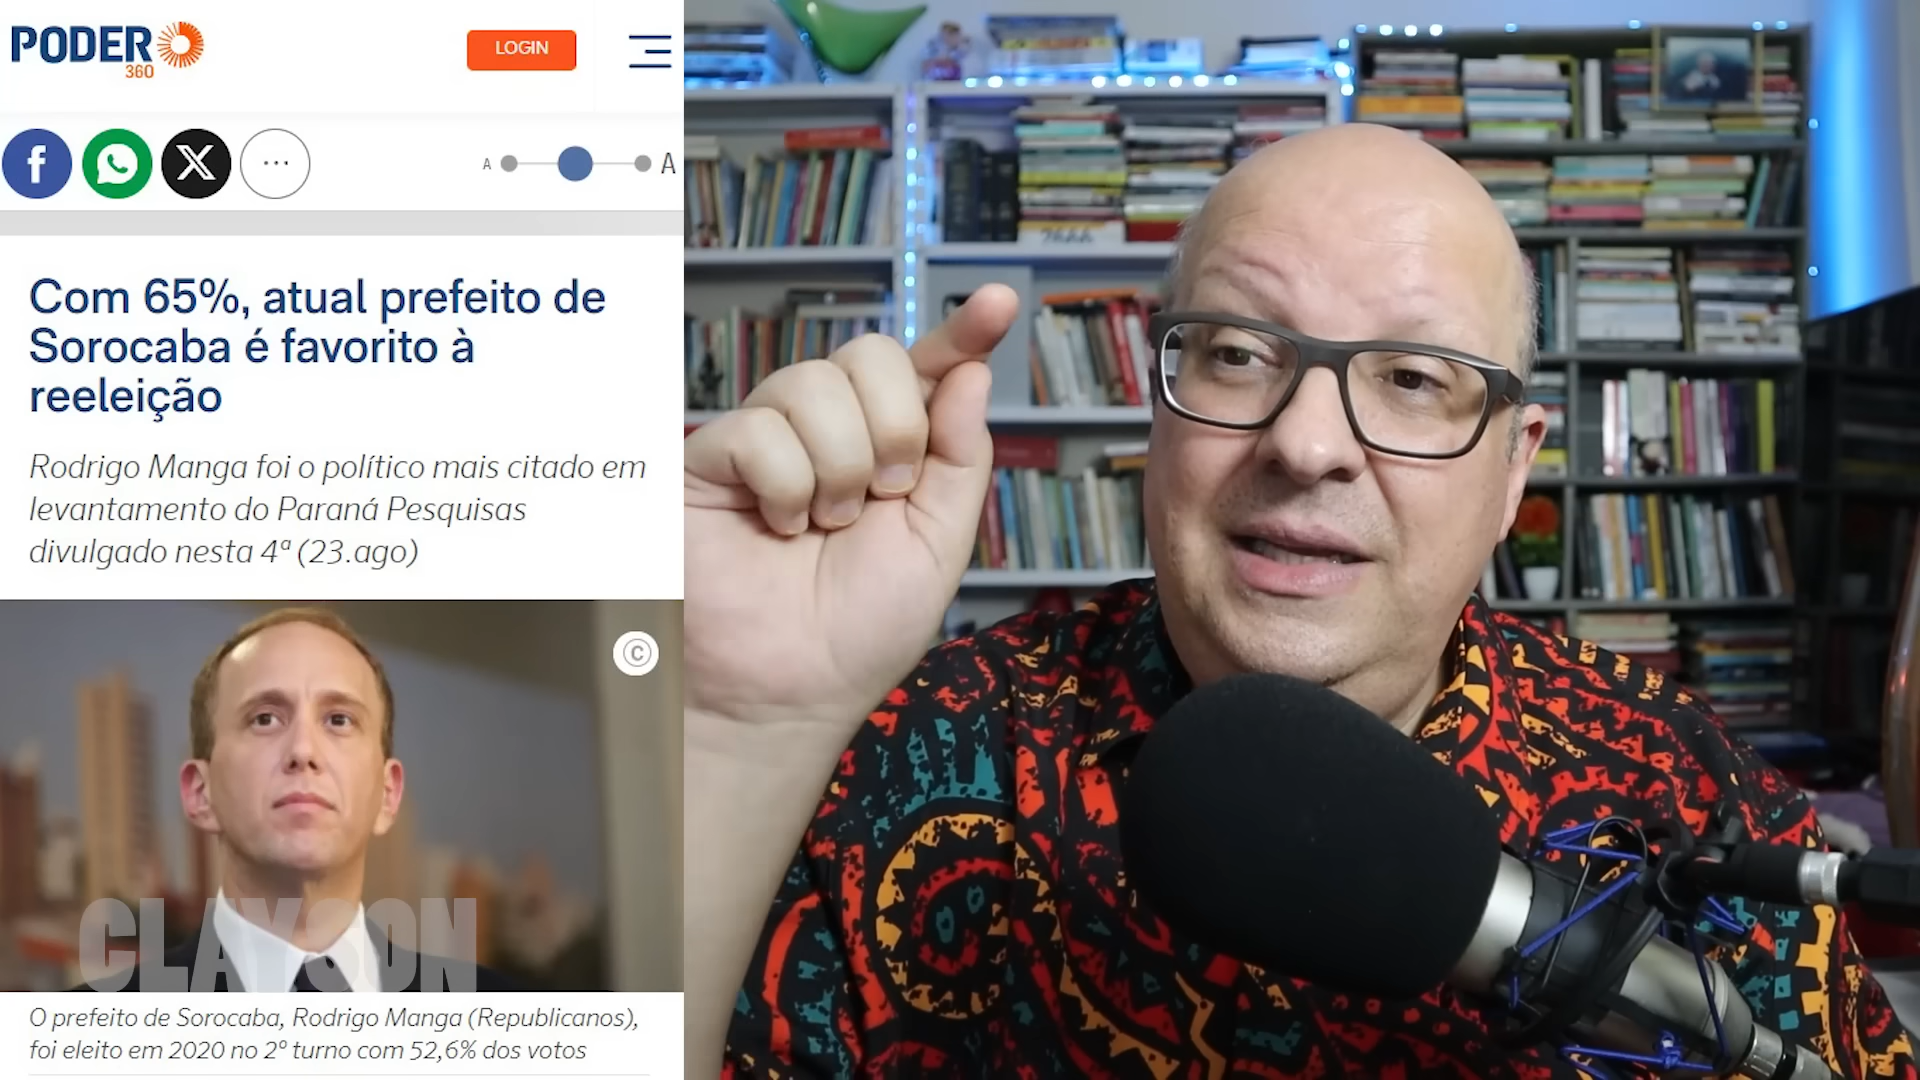 PODER
360
LOGIN
A A
Com 65%, atual prefeito de
Sorocaba é favorito à
reeleição
Rodrigo Manga foi o político mais citado em
levantamento do Paraná Pesquisas
divulgado nesta 4ª (23.ago)
©
CLAYSON
O prefeito de Sorocaba, Rodrigo Manga (Republicanos),
foi eleito em 2020 no 2º turno com 52,6% dos votos